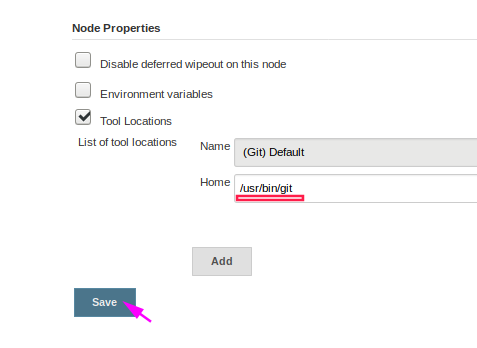 Node Properties
Disable deferred wipeout on this node
Environment variables
Tool Locations
List of tool locations
Name
(Git) Default
Home
/usr/bin/git
Add
Save